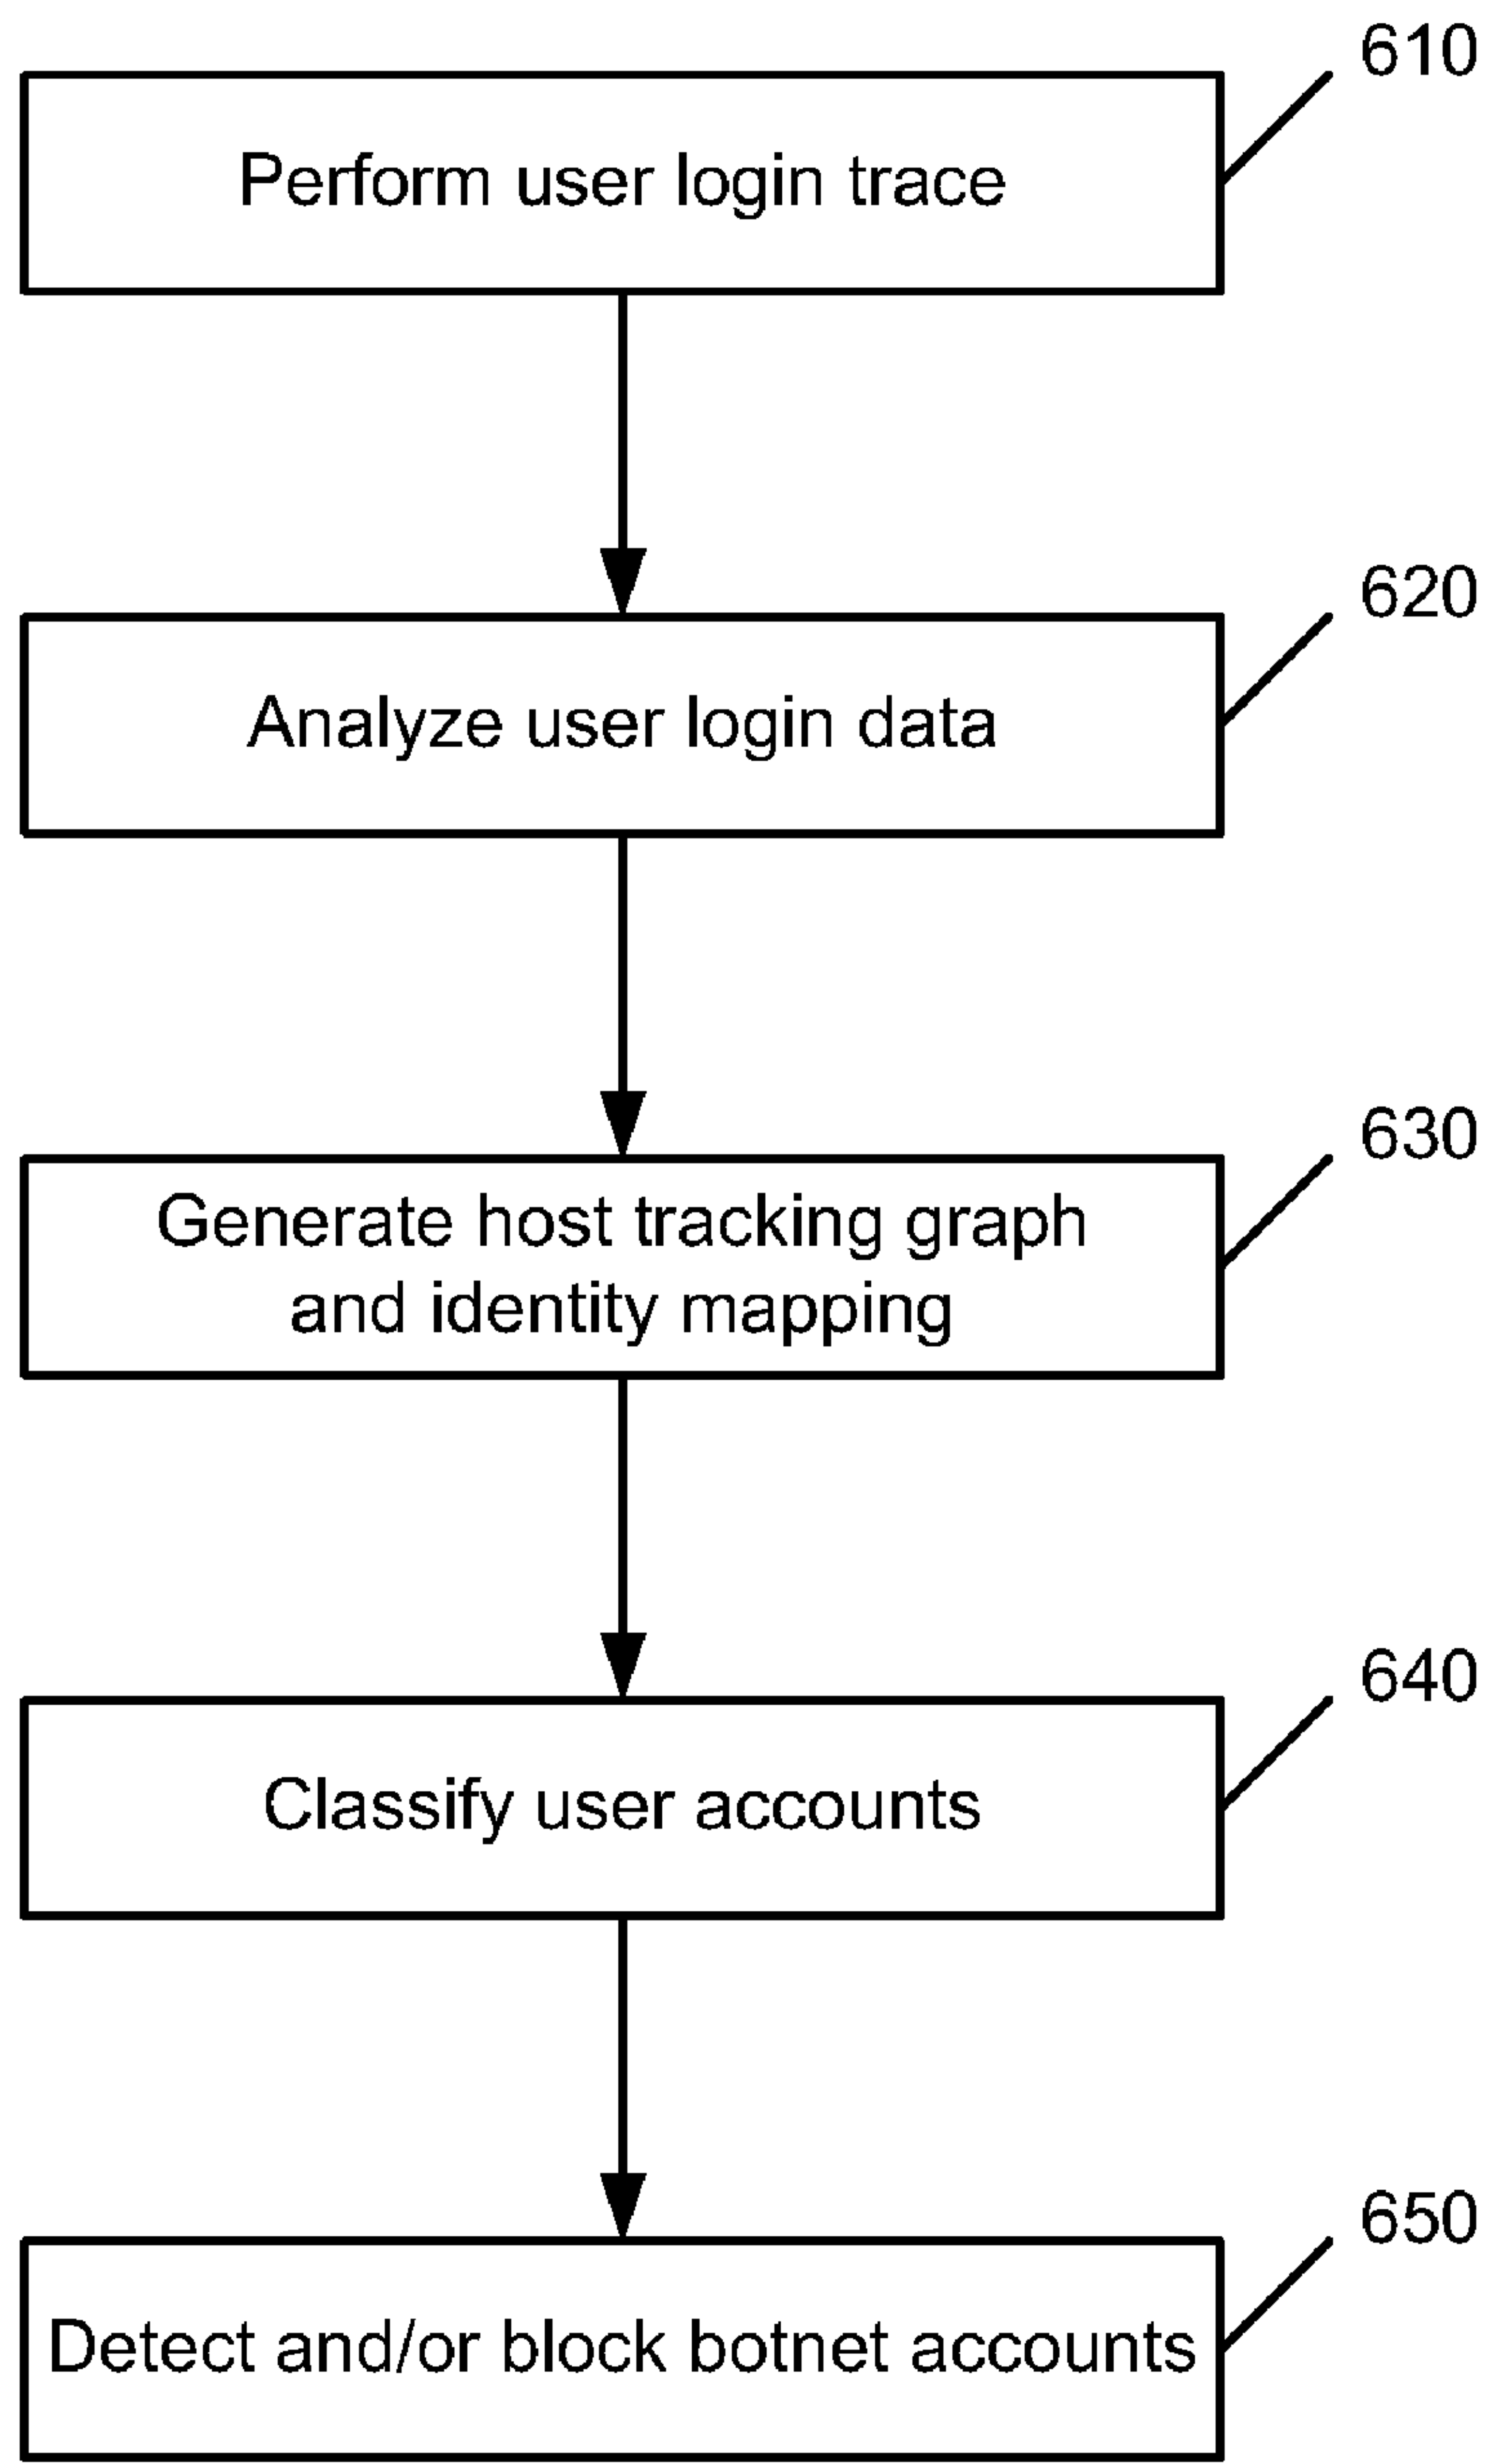 610
Perform user login trace
620
Analyze user login data
630
Generate host tracking graph
and identity mapping
640
Classify user accounts
650
Detect and/or block botnet accounts